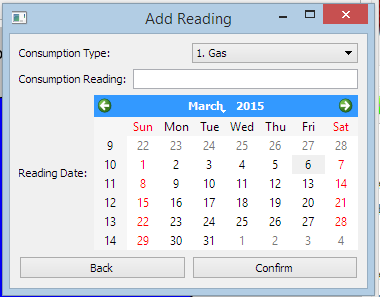 Add Reading
Consumption Type: 1. Gas
Consumption Reading:
March, 2015
Sun Mon Tue Wed Thu Fri Sat
9 22 23 24 25 26 27 28
10 1 2 3 4 5 6 7
Reading Date:
11 8 9 10 11 12 13 14
12 15 16 17 18 19 20 21
13 22 23 24 25 26 27 28
14 29 30 31 1 2 3 4
Back Confirm